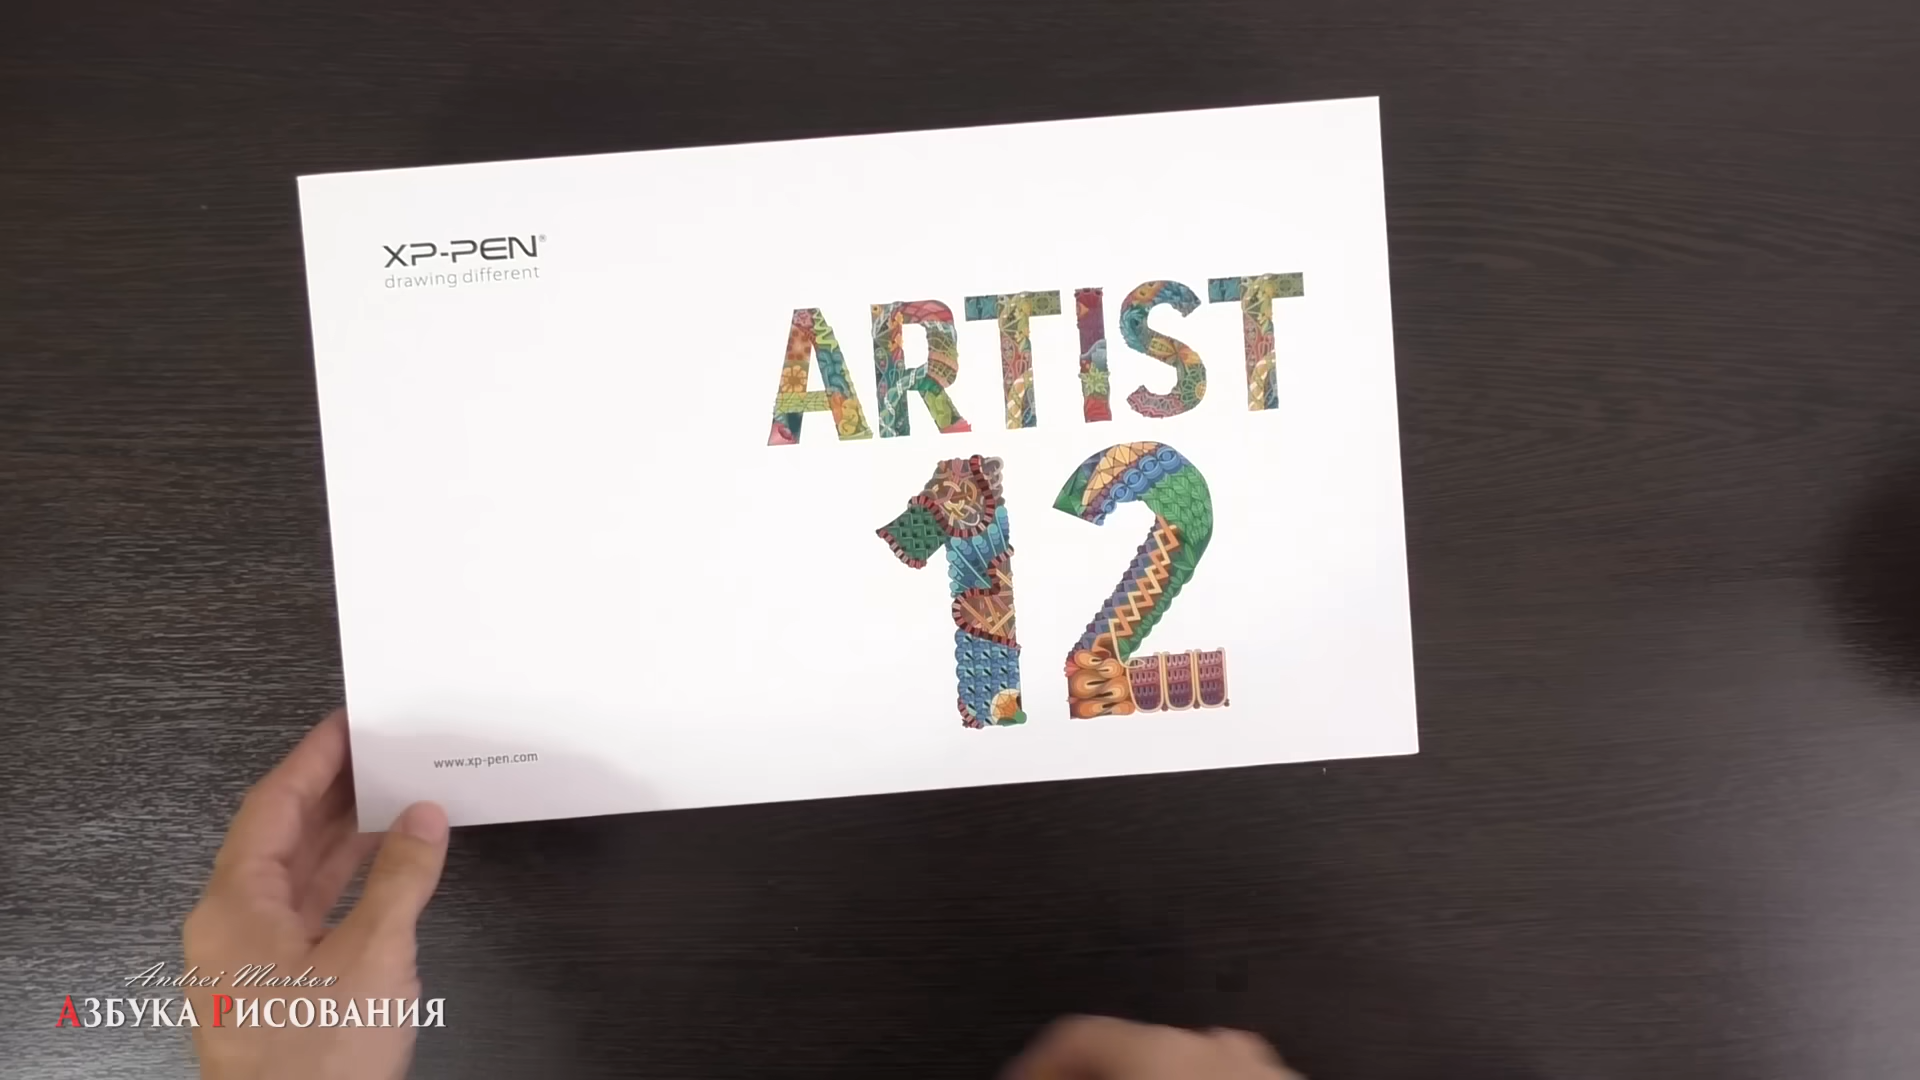 XP-PEN®
drawing different
ARTIST
12
www.xp-pen.com
Andrei Markov
Азбука Рисования